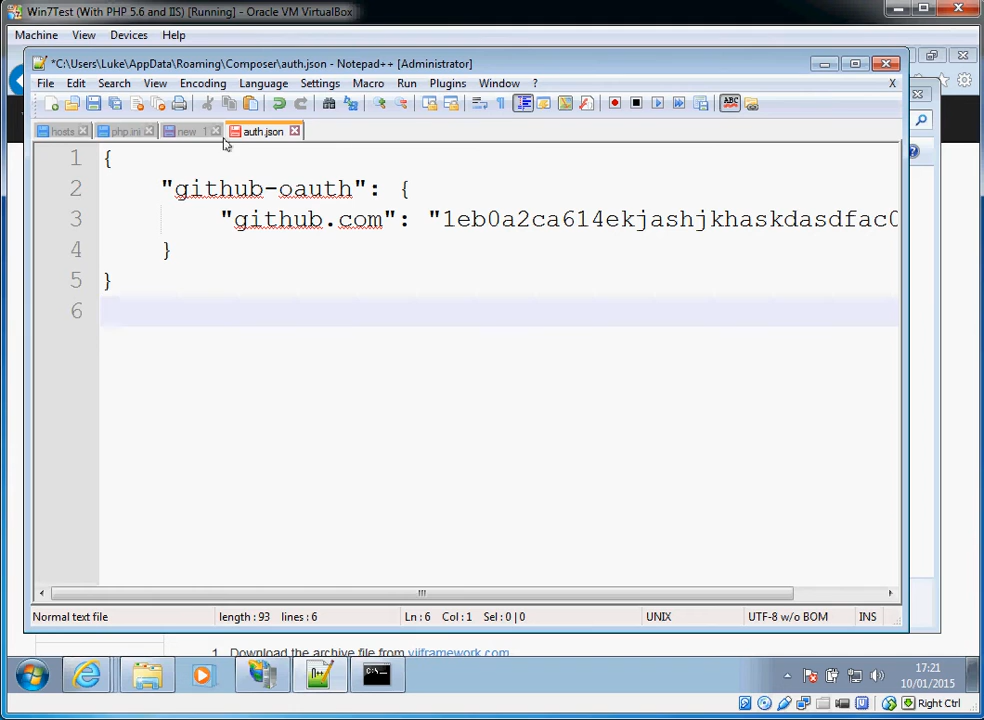 Win7Test (With PHP 5.6 and IIS) [Running] - Oracle VM VirtualBox
Machine View Devices Help
*C:\Users\Luke\AppData\Roaming\Composer\auth.json - Notepad++ [Administrator]
File Edit Search View Encoding Language Settings Macro Run Plugins Window ? X
hosts php.ini new 1 auth.json
1 {
2 "github-oauth": {
3 "github.com": "1eb0a2ca614ekjashjkhaskdasdfac0
4 }
5 }
6
Normal text file length : 93 lines : 6 Ln : 6 Col : 1 Sel : 0 | 0 UNIX UTF-8 w/o BOM INS
1. Download the archive file from yiiframework.com
17:21
10/01/2015
Right Ctrl